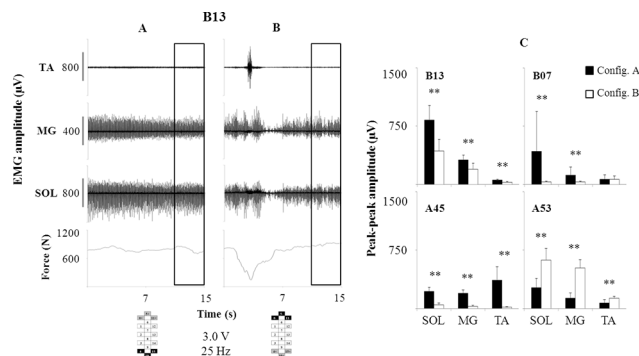 B13
A
B
C
EMG amplitude (µV)
TA
800
MG
400
SOL
800
Force (N)
1200
600
7
15
7
15
Time (s)
3.0 V
25 Hz
Peak-peak amplitude (µV)
1500
750
1500
750
B13
**
**
**
B07
**
**
Config. A
Config. B
A45
**
**
**
A53
**
**
**
SOL MG TA
SOL MG TA